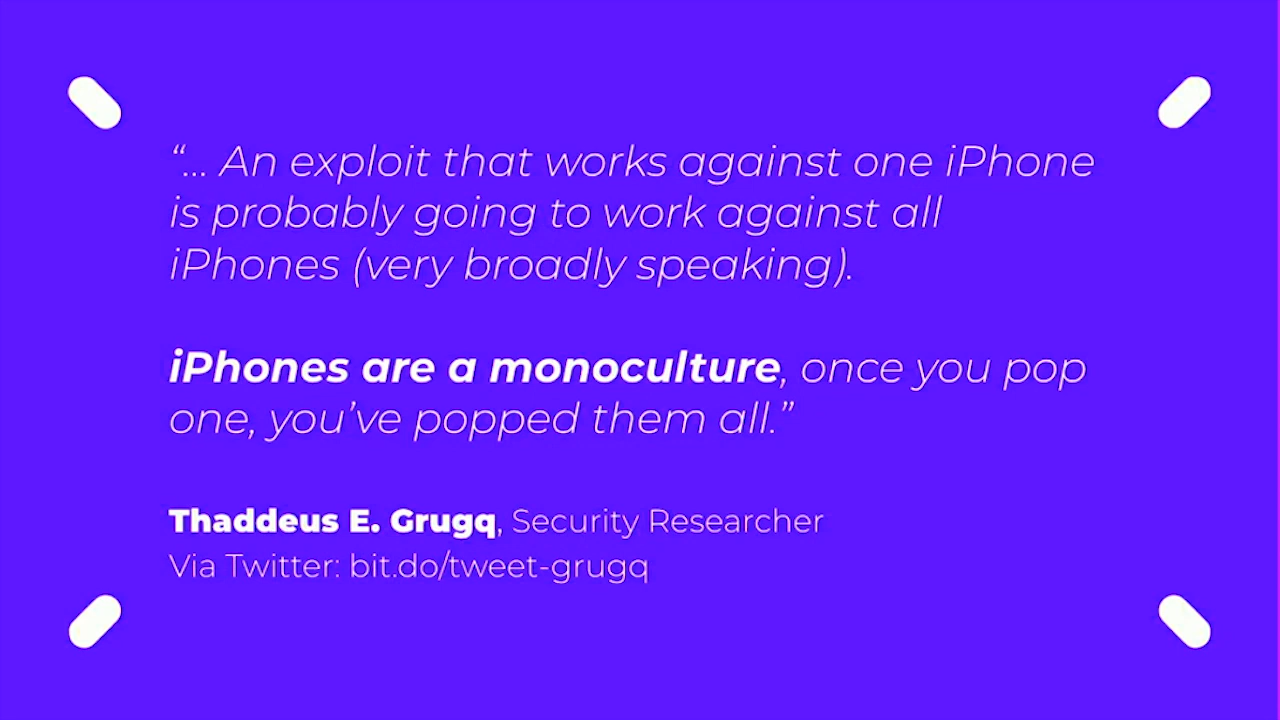 “... An exploit that works against one iPhone
is probably going to work against all
iPhones (very broadly speaking).
iPhones are a monoculture, once you pop
one, you’ve popped them all.”
Thaddeus E. Grugq, Security Researcher
Via Twitter: bit.do/tweet-grugq